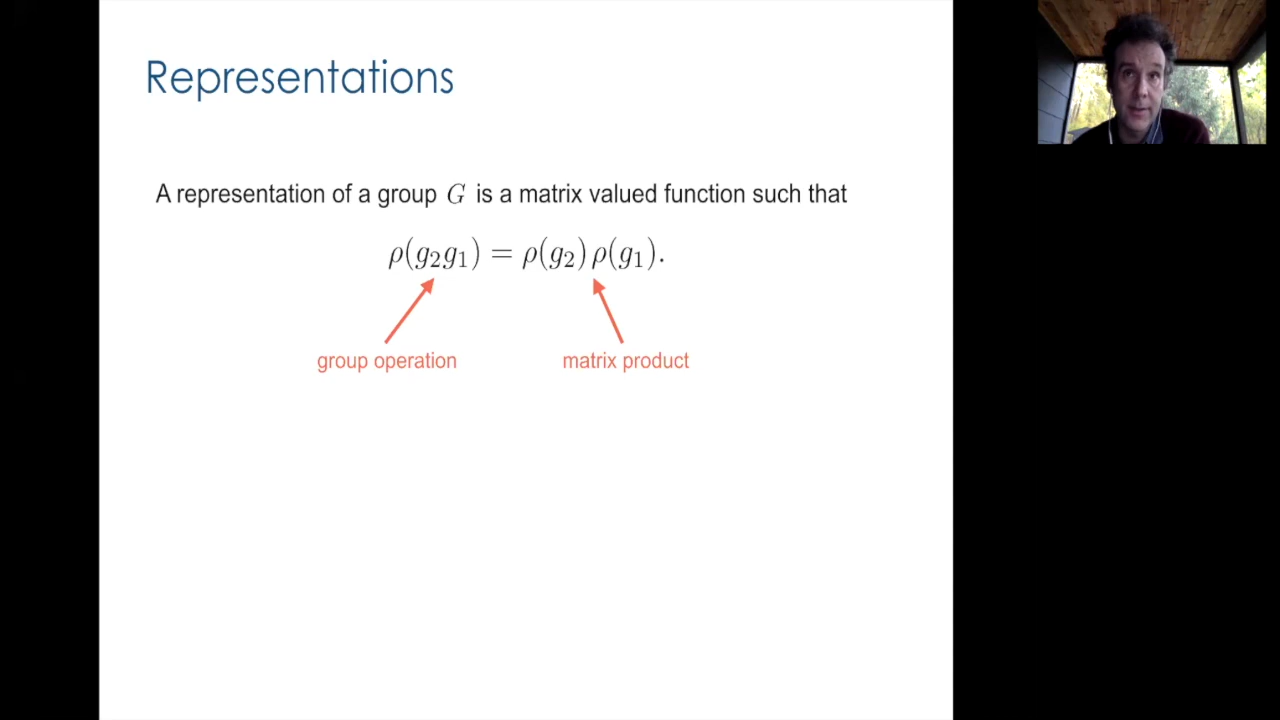 Representations
A representation of a group G is a matrix valued function such that
ρ(g₂g₁) = ρ(g₂)ρ(g₁).
group operation matrix product